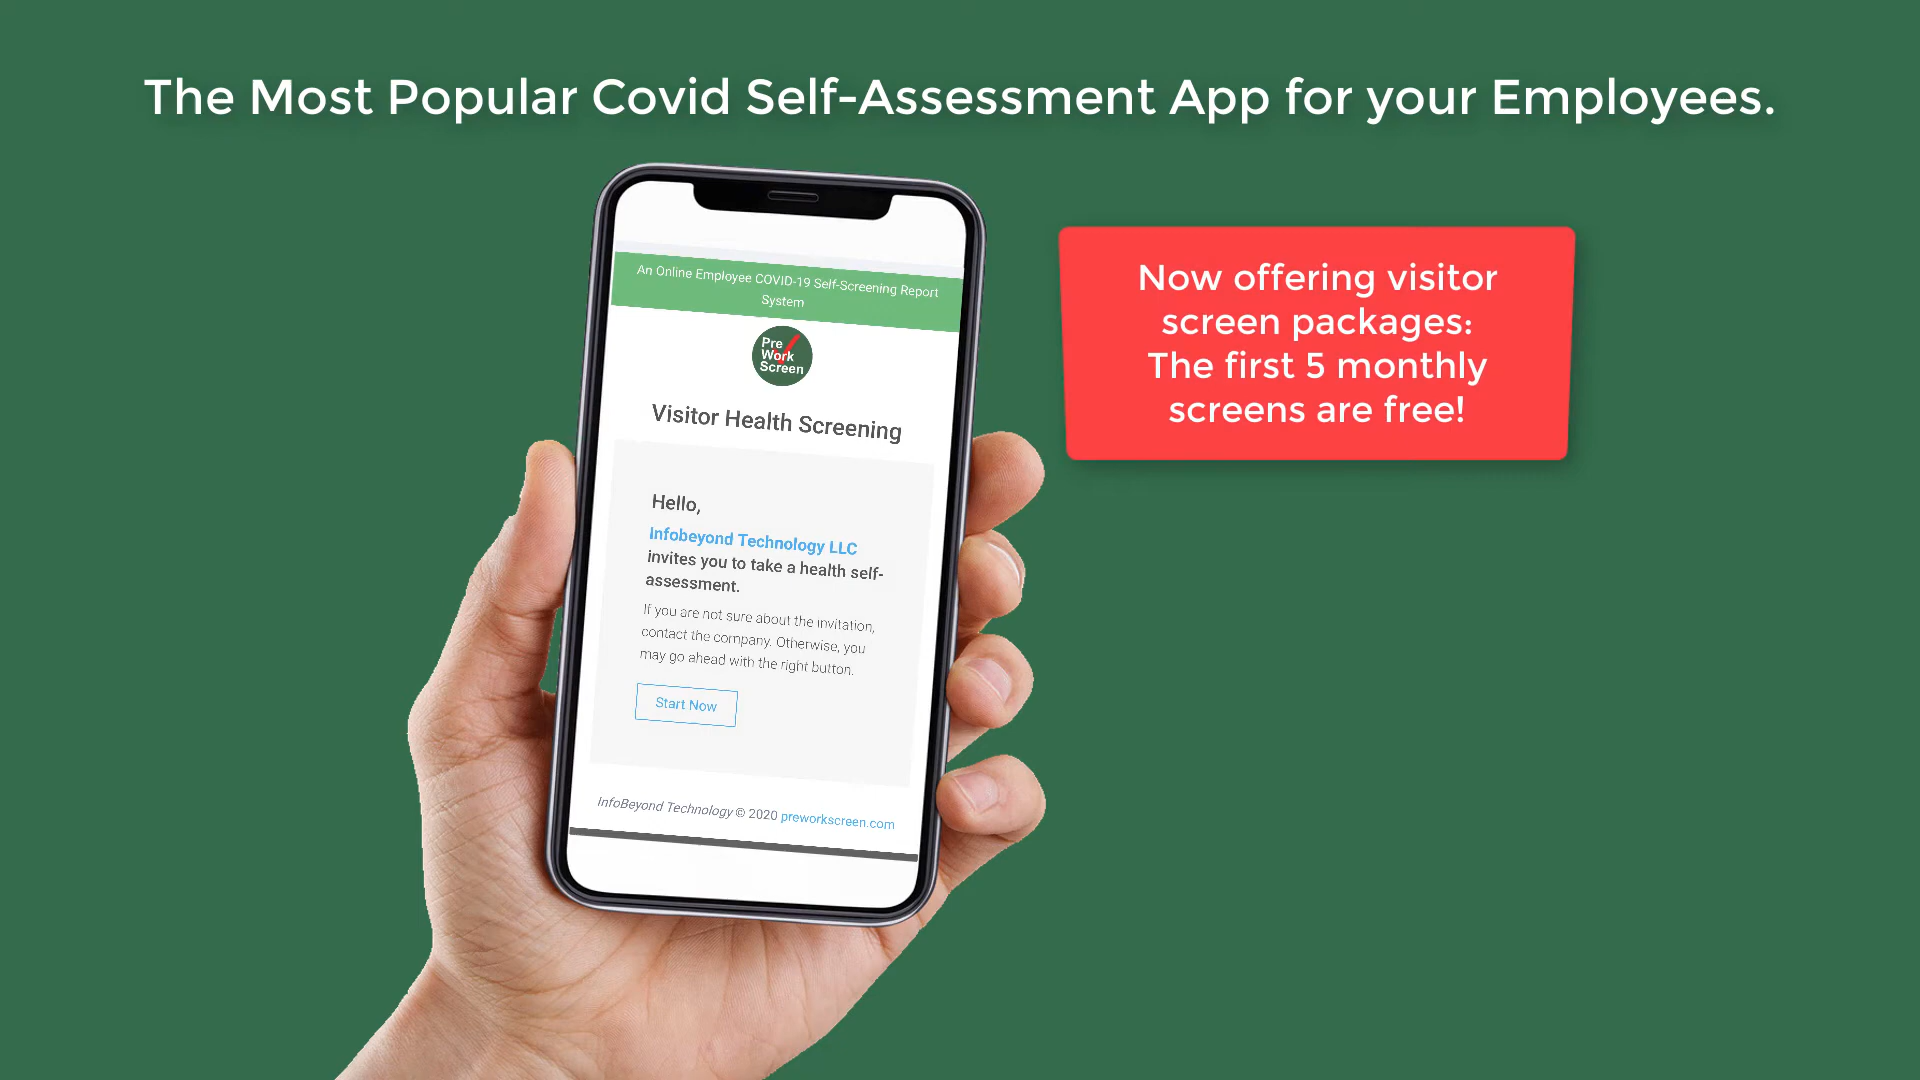 The Most Popular Covid Self-Assessment App for your Employees.
An Online Employee COVID-19 Self-Screening Report
System
Pre
Work
Screen
Visitor Health Screening
Hello,
Infobeyond Technology LLC
invites you to take a health self-
assessment.
If you are not sure about the invitation,
contact the company. Otherwise, you
may go ahead with the right button.
Start Now
InfoBeyond Technology © 2020 preworkscreen.com
Now offering visitor
screen packages:
The first 5 monthly
screens are free!